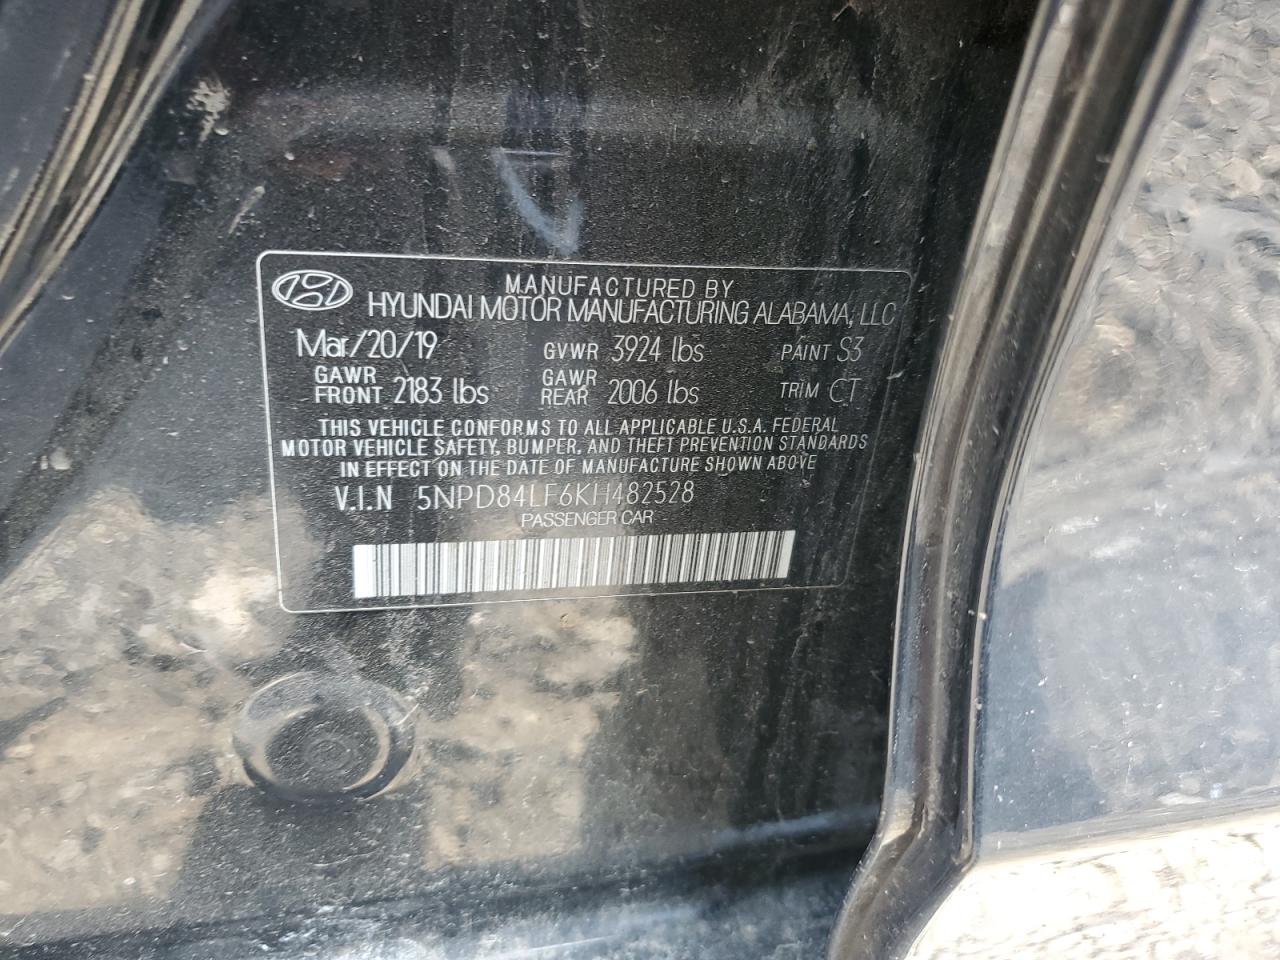 MANUFACTURED BY
HYUNDAI MOTOR MANUFACTURING ALABAMA, LLC
Mar/20/19 GVWR 3924 lbs PAINT S3
GAWR FRONT 2183 lbs GAWR REAR 2006 lbs TRIM CT
THIS VEHICLE CONFORMS TO ALL APPLICABLE U.S.A. FEDERAL
MOTOR VEHICLE SAFETY, BUMPER, AND THEFT PREVENTION STANDARDS
IN EFFECT ON THE DATE OF MANUFACTURE SHOWN ABOVE
V.I.N 5NPD84LF6KH482528
PASSENGER CAR